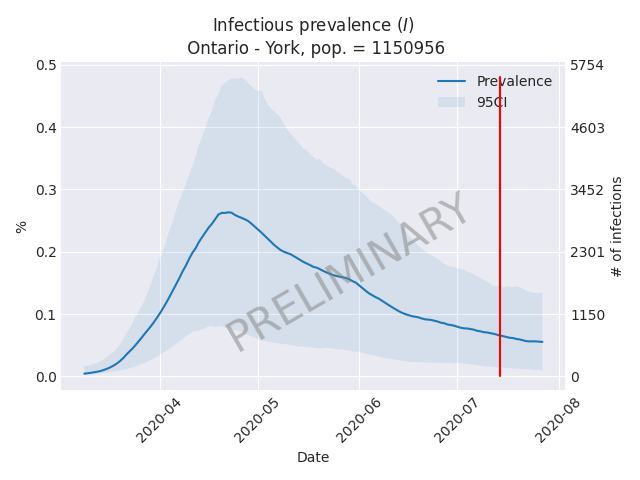 Infectious prevalence (I)
Ontario - York, pop. = 1150956
Prevalence
95CI
0.5
0.4
0.3
0.2
0.1
0.0
%
5754
4603
3452
2301
1150
0
# of infections
PRELIMINARY
2020-04
2020-05
2020-06
2020-07
2020-08
Date